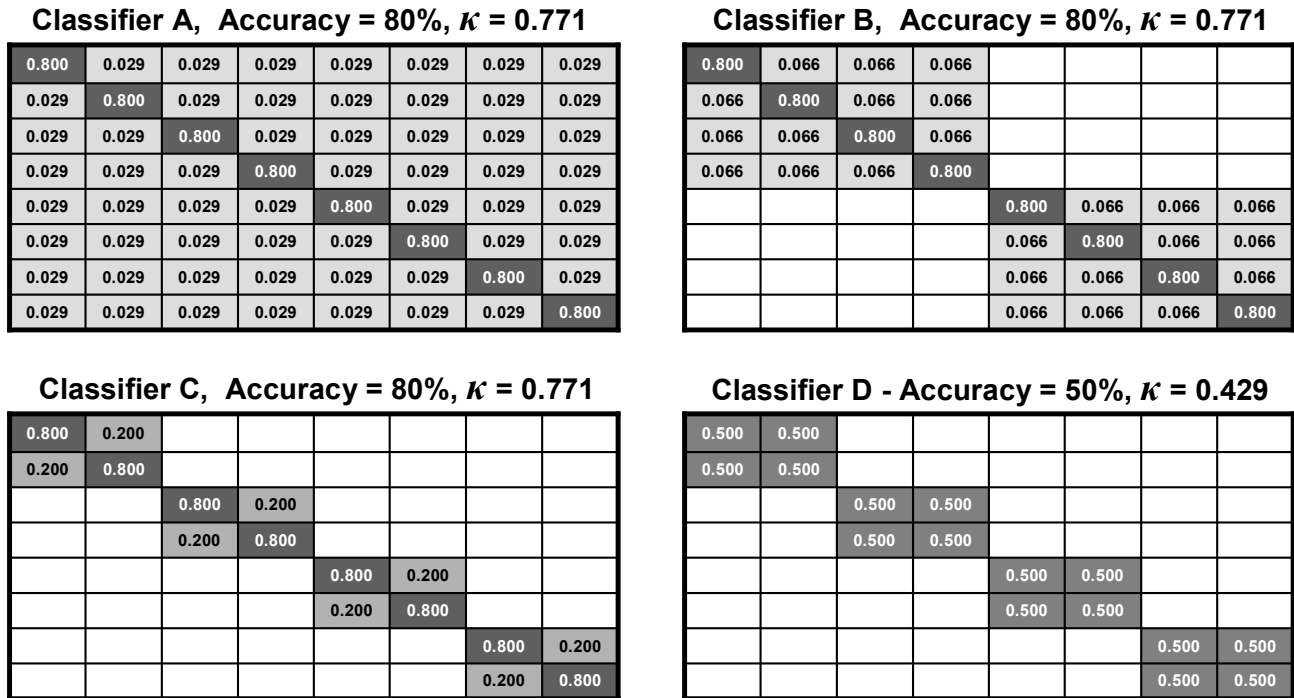 Classifier A, Accuracy = 80%, κ = 0.771
0.800 0.029 0.029 0.029 0.029 0.029 0.029 0.029
0.029 0.800 0.029 0.029 0.029 0.029 0.029 0.029
0.029 0.029 0.800 0.029 0.029 0.029 0.029 0.029
0.029 0.029 0.029 0.800 0.029 0.029 0.029 0.029
0.029 0.029 0.029 0.029 0.800 0.029 0.029 0.029
0.029 0.029 0.029 0.029 0.029 0.800 0.029 0.029
0.029 0.029 0.029 0.029 0.029 0.029 0.800 0.029
0.029 0.029 0.029 0.029 0.029 0.029 0.029 0.800
Classifier B, Accuracy = 80%, κ = 0.771
0.800 0.066 0.066 0.066
0.066 0.800 0.066 0.066
0.066 0.066 0.800 0.066
0.066 0.066 0.066 0.800
0.800 0.066 0.066 0.066
0.066 0.800 0.066 0.066
0.066 0.066 0.800 0.066
0.066 0.066 0.066 0.800
Classifier C, Accuracy = 80%, κ = 0.771
0.800 0.200
0.200 0.800
0.800 0.200
0.200 0.800
0.800 0.200
0.200 0.800
0.800 0.200
0.200 0.800
Classifier D - Accuracy = 50%, κ = 0.429
0.500 0.500
0.500 0.500
0.500 0.500
0.500 0.500
0.500 0.500
0.500 0.500
0.500 0.500
0.500 0.500